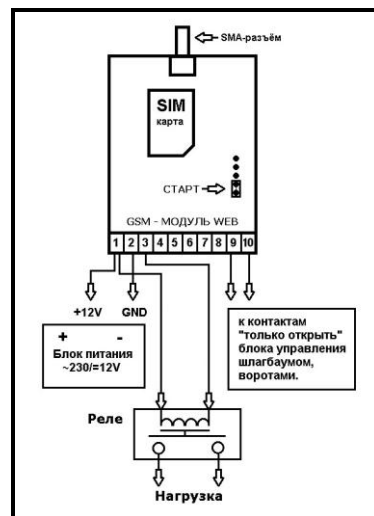 SMA-разъём
SIM
карта
СТАРТ
GSM - МОДУЛЬ WEB
1 2 3 4 5 6 7 8 9 10
+12V GND
+ -
Блок питания
~230/=12V
к контактам
"только открыть"
блока управления
шлагбаумом,
воротами.
Реле
Нагрузка